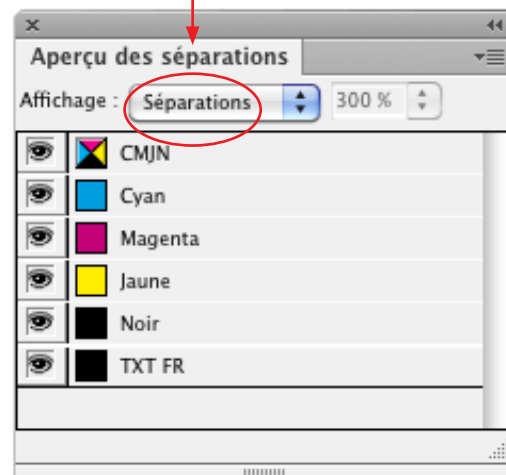 Aperçu des séparations
Affichage : Séparations 300 %
CMJN
Cyan
Magenta
Jaune
Noir
TXT FR